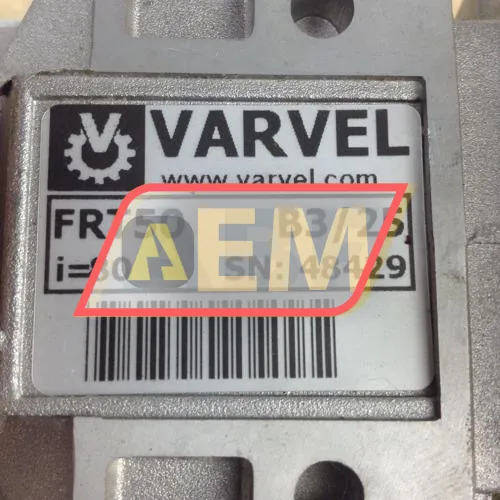 VARVEL
www.varvel.com
FRT50 B3/25
i=80 SN: 48429
AEM